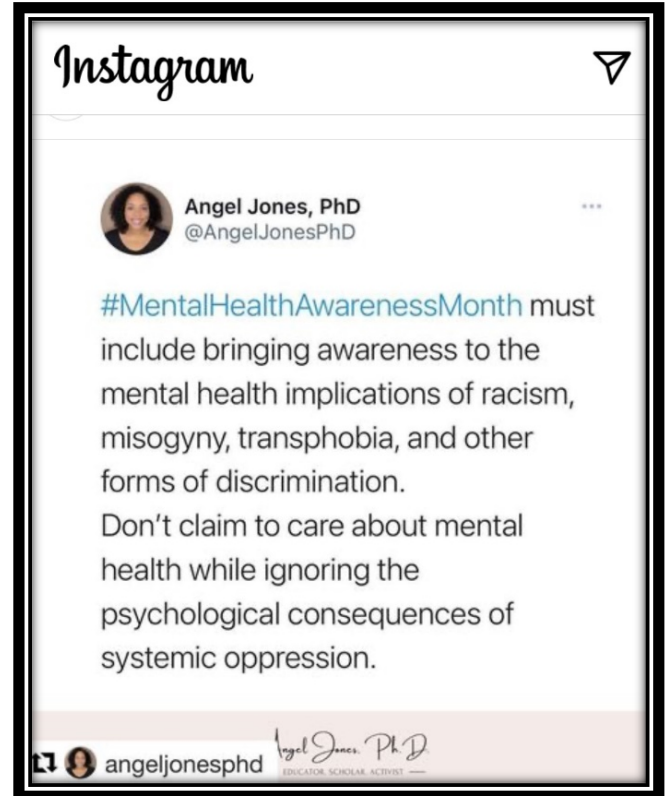 Instagram
Angel Jones, PhD
@AngelJonesPhD
#MentalHealthAwarenessMonth must
include bringing awareness to the
mental health implications of racism,
misogyny, transphobia, and other
forms of discrimination.
Don’t claim to care about mental
health while ignoring the
psychological consequences of
systemic oppression.
ngel Jones, Ph.D.
EDUCATOR, SCHOLAR, ACTIVIST
angeljonesphd